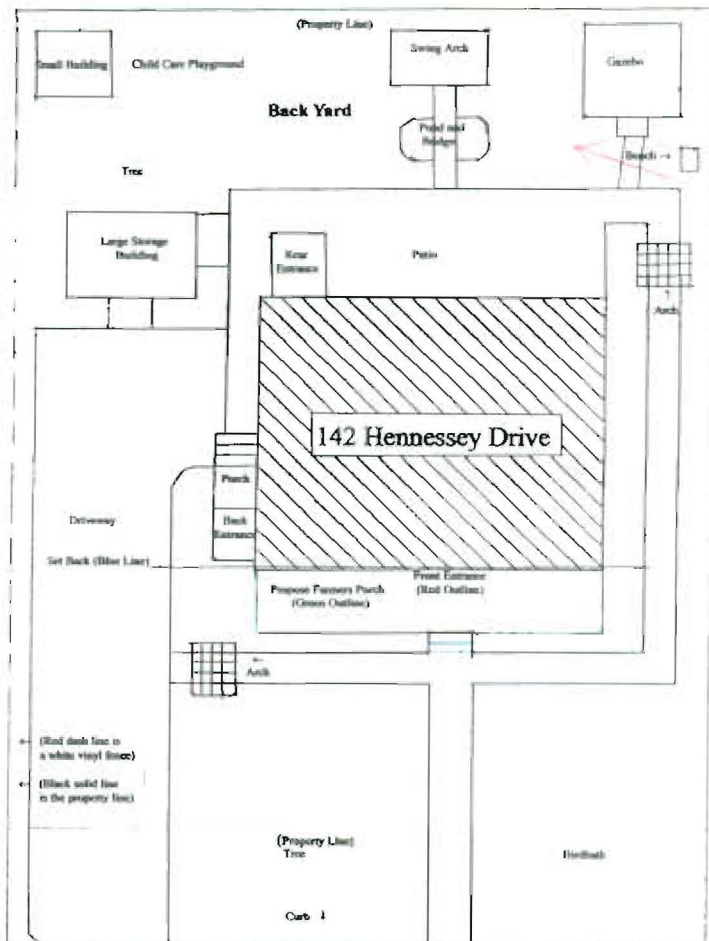 (Property Line)
Small Building
Child Care Playground
Swing Arch
Gazebo
Back Yard
Pond and
Bridge
Bench →
Tree
Large Storage
Building
Rear
Entrance
Patio
↑
Arch
142 Hennessey Drive
Porch
Back
Entrance
Driveway
Set Back (Blue Line)
Propose Farmers Porch
(Green Outline)
Front Entrance
(Red Outline)
←
Arch
← (Red dash line is
a white vinyl fence)
← (Black solid line
is the property line)
(Property Line)
Tree
Birdbath
Curb ↓